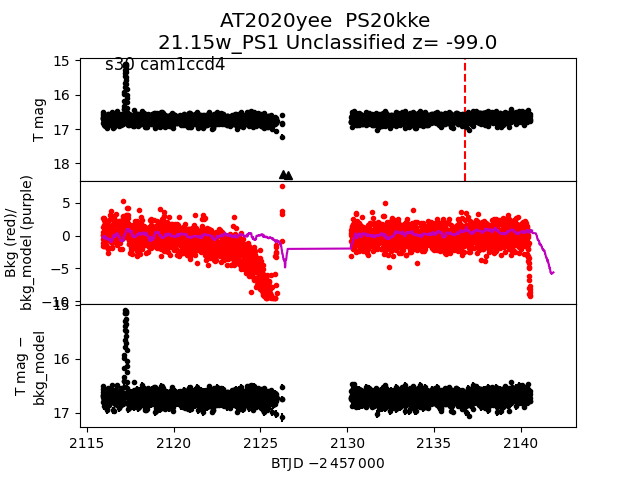 AT2020yee  PS20kke
21.15w_PS1 Unclassified z= -99.0
s30 cam1ccd4
T mag
15
16
17
18
Bkg (red)/
bkg_model (purple)
5
0
−5
−10
T mag −
bkg_model
15
16
17
2115
2120
2125
2130
2135
2140
BTJD −2 457 000